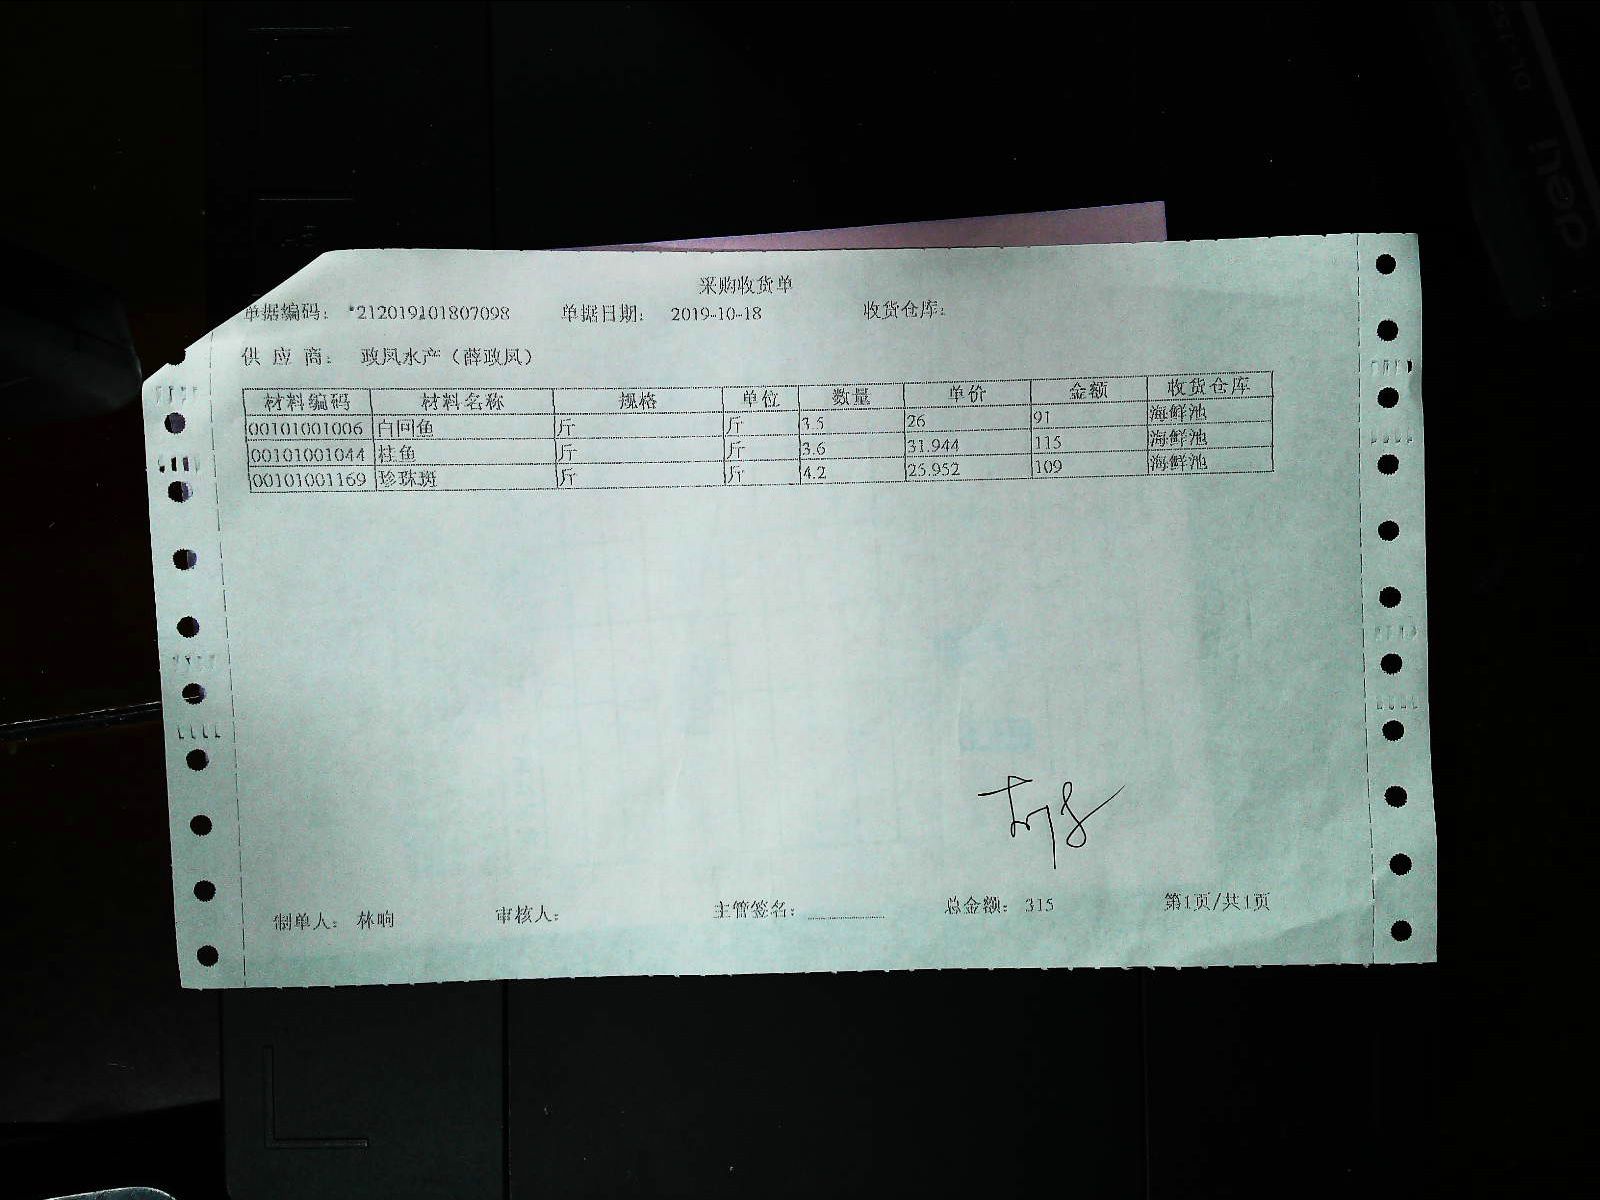 采购收货单
单据编码： *212019101807098 单据日期： 2019-10-18 收货仓库：
供 应 商： 政凤水产（薛政凤）
材料编码 材料名称 规格 单位 数量 单价 金额 收货仓库
00101001006 白回鱼 斤 斤 3.5 26 91 海鲜池
00101001044 桂鱼 斤 斤 3.6 31.944 115 海鲜池
00101001169 珍珠斑 斤 斤 4.2 25.952 109 海鲜池
制单人： 林响 审核人： 主管签名： 总金额： 315 第1页/共1页
deli